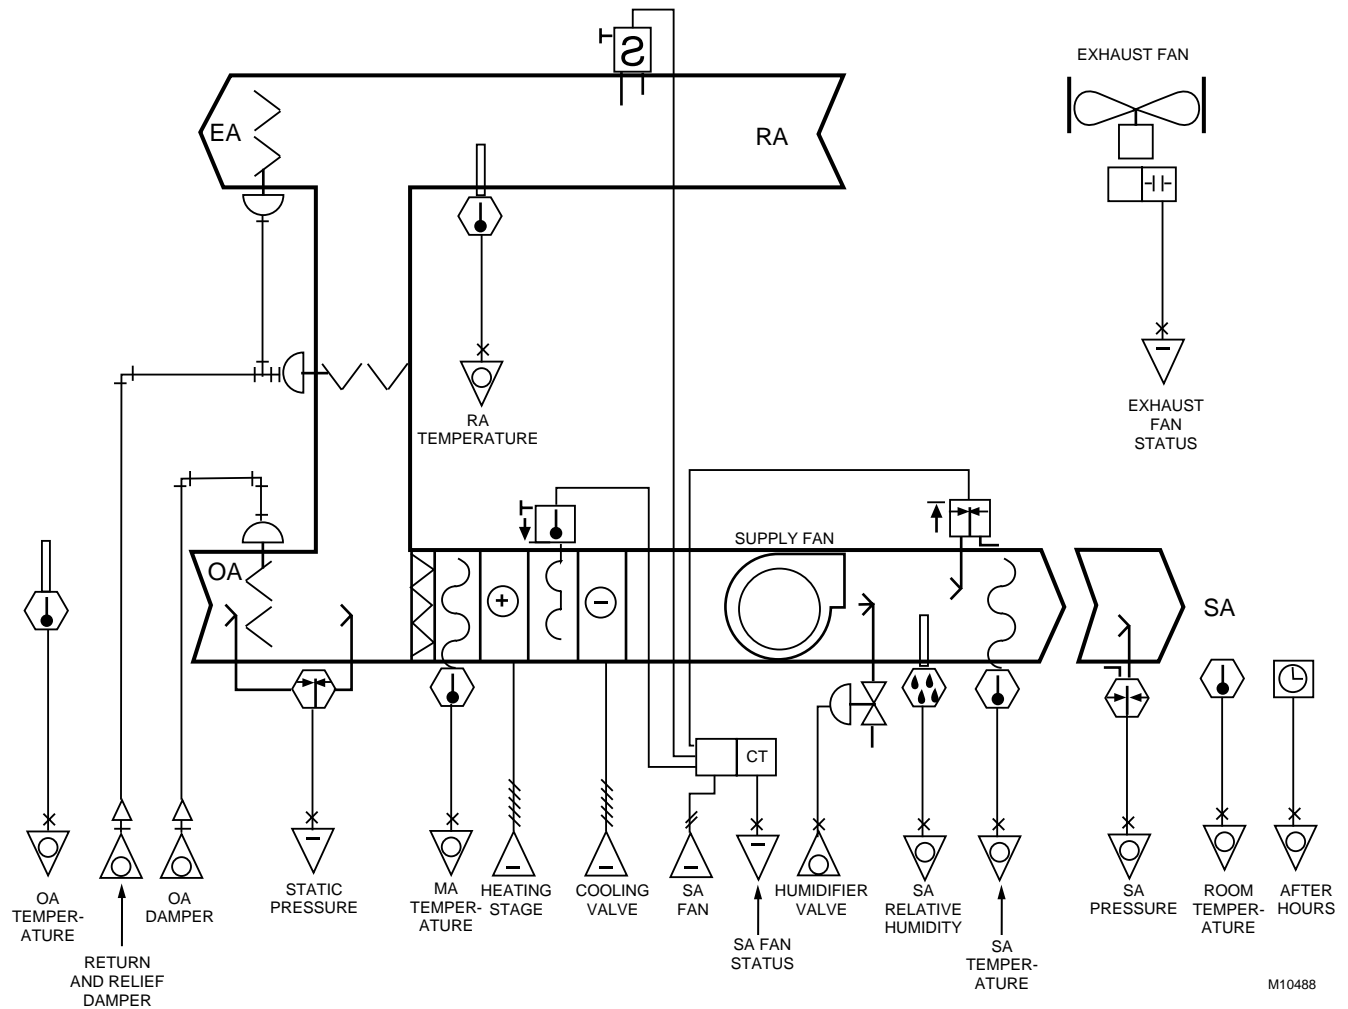 S
EXHAUST FAN
EA
RA
RA
TEMPERATURE
EXHAUST
FAN
STATUS
SUPPLY FAN
OA
SA
CT
OA
TEMPER-
ATURE
RETURN
AND RELIEF
DAMPER
OA
DAMPER
STATIC
PRESSURE
MA
TEMPER-
ATURE
HEATING
STAGE
COOLING
VALVE
SA
FAN
SA FAN
STATUS
HUMIDIFIER
VALVE
SA
RELATIVE
HUMIDITY
SA
TEMPER-
ATURE
SA
PRESSURE
ROOM
TEMPER-
ATURE
AFTER
HOURS
M10488